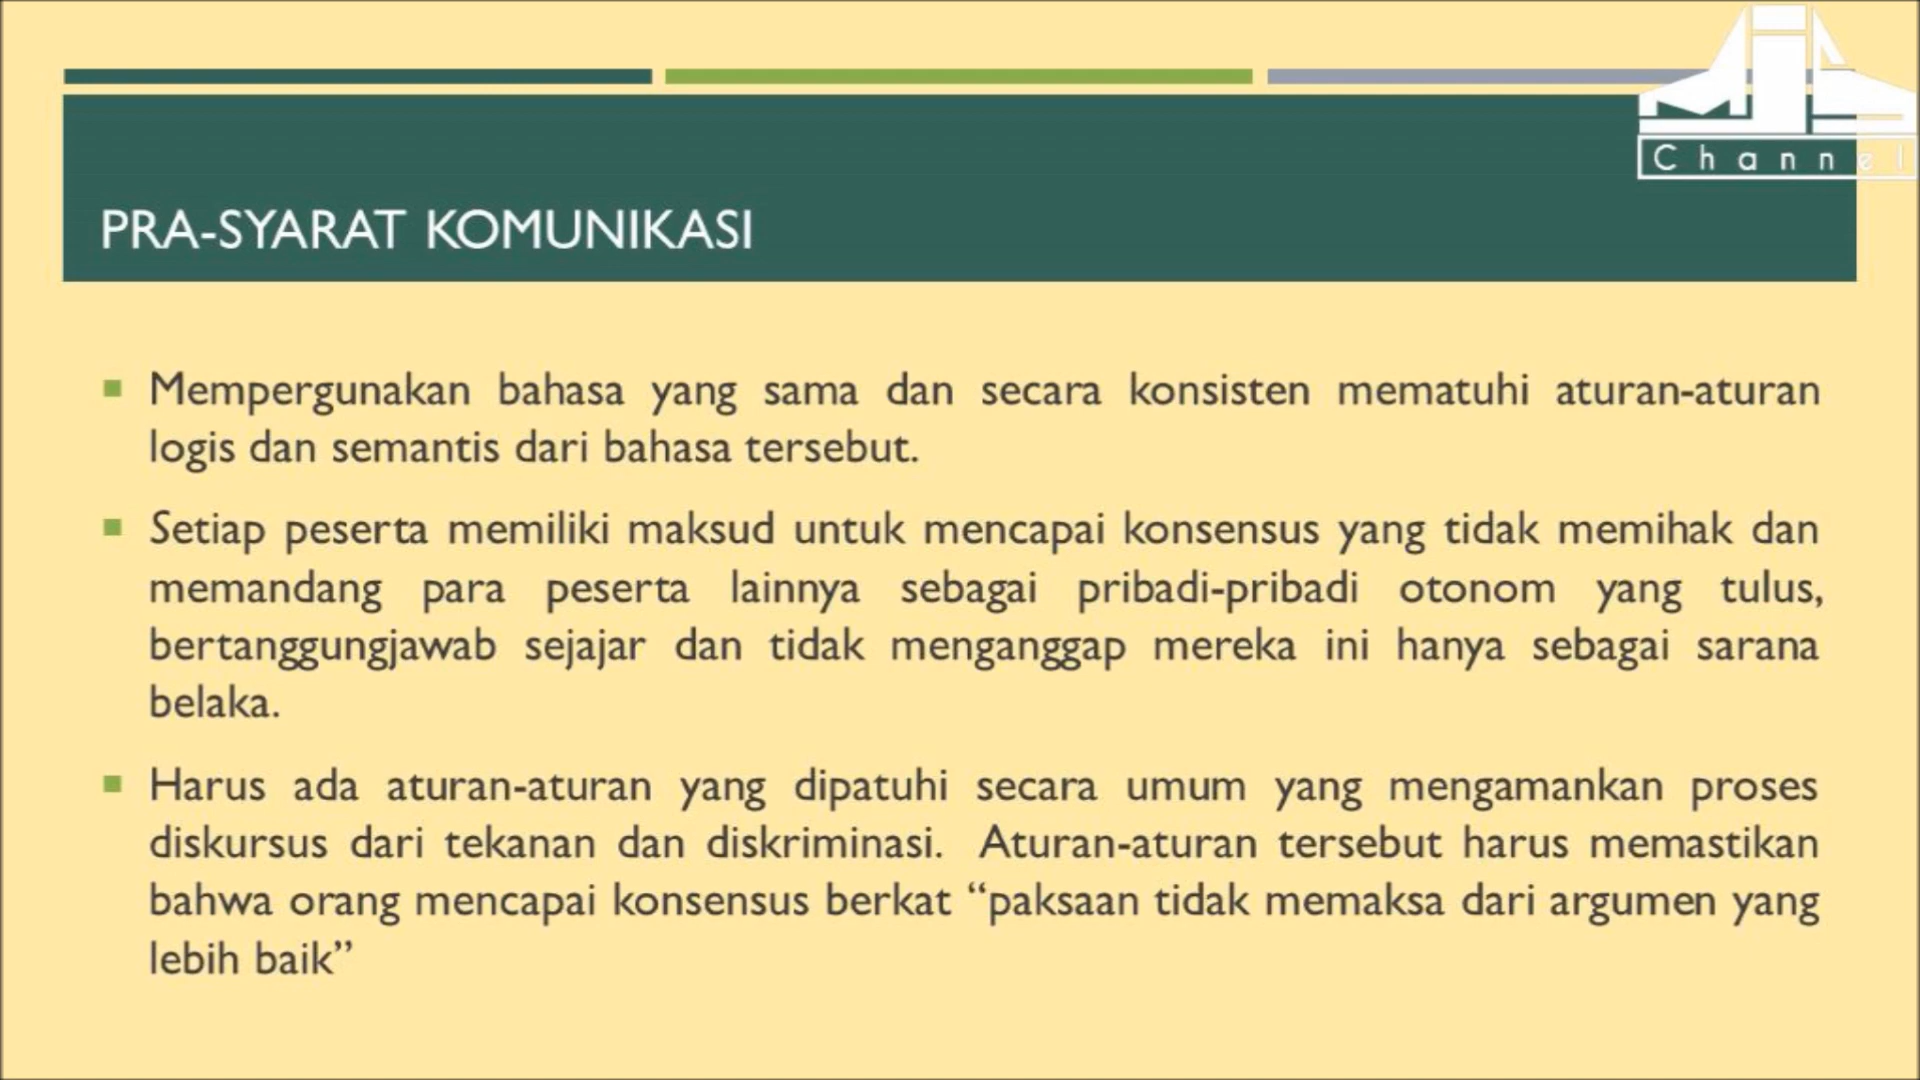 Channel
PRA-SYARAT KOMUNIKASI
Mempergunakan bahasa yang sama dan secara konsisten mematuhi aturan-aturan
logis dan semantis dari bahasa tersebut.
Setiap peserta memiliki maksud untuk mencapai konsensus yang tidak memihak dan
memandang para peserta lainnya sebagai pribadi-pribadi otonom yang tulus,
bertanggungjawab sejajar dan tidak menganggap mereka ini hanya sebagai sarana
belaka.
Harus ada aturan-aturan yang dipatuhi secara umum yang mengamankan proses
diskursus dari tekanan dan diskriminasi.  Aturan-aturan tersebut harus memastikan
bahwa orang mencapai konsensus berkat “paksaan tidak memaksa dari argumen yang
lebih baik”